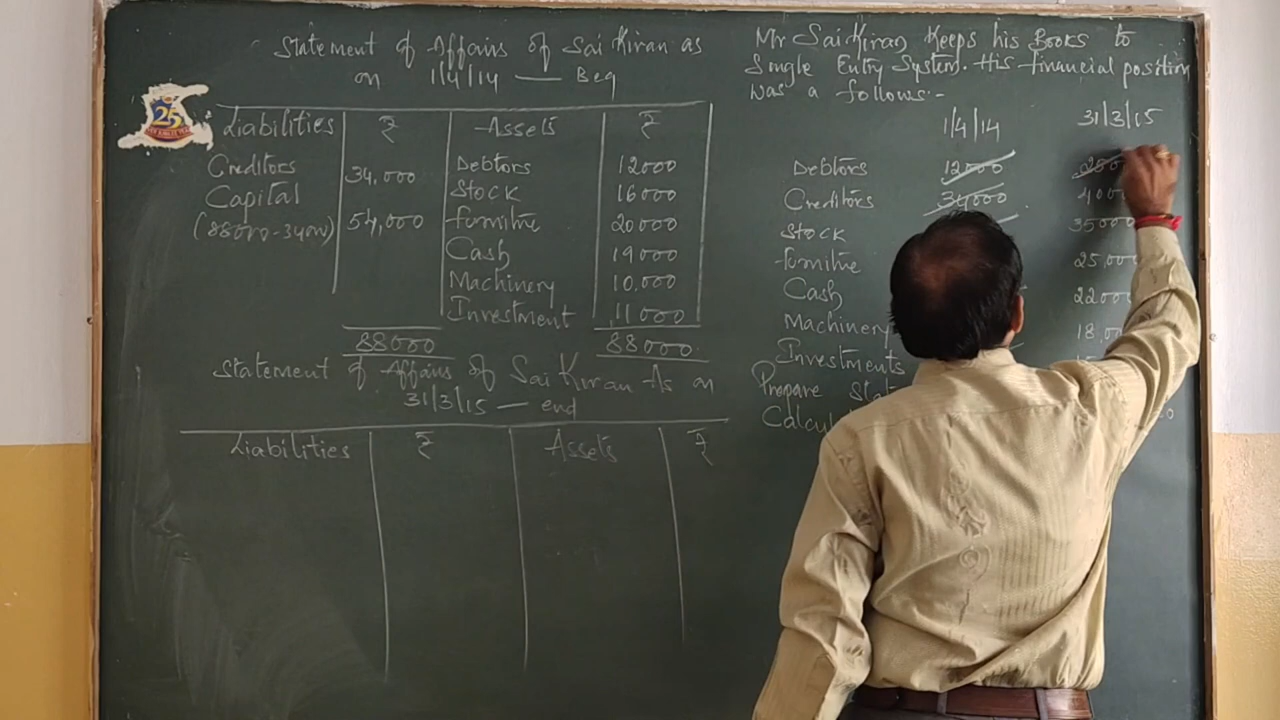 Statement of Affairs of Sai Kiran as
on 1/4/14 — Beg
Liabilities ₹ Assets ₹
Creditors 34,000 Debtors 12000
Capital Stock 16000
(88000-34000) 54,000 furnitire 20000
Cash 19000
Machinery 10,000
Investment 11000
88000 88000
Statement of Affairs of Sai Kiran As on
31/3/15 — end
Liabilities ₹ Assets ₹
25
Mr Sai Kiran Keeps his Books to
Single Entry System. His financial position
was a follows:-
1/4/14 31/3/15
Debtors 12000
Creditors 34000
Stock 35000
furnitire 25,000
Cash
Machinery
Investments
Prepare